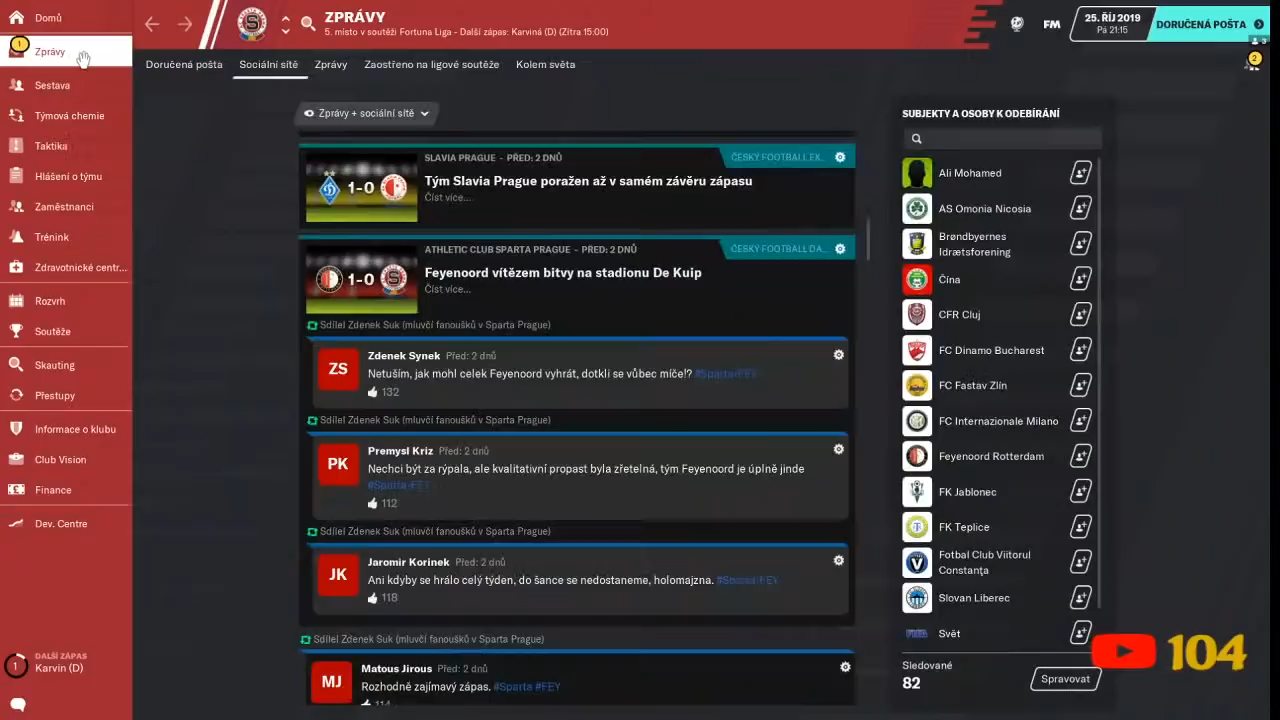 Domů
1
Zprávy
Sestava
Týmová chemie
Taktika
Hlášení o týmu
Zaměstnanci
Trénink
Zdravotnické centr...
Rozvrh
Soutěže
Skauting
Přestupy
Informace o klubu
Club Vision
Finance
Dev. Centre
1
DALŠÍ ZÁPAS
Karvin (D)
ZPRÁVY
5. místo v soutěži Fortuna Liga - Další zápas: Karviná (D) (Zítra 15:00)
FM
25. ŘÍJ 2019
Pá 21:15
DORUČENÁ POŠTA
3
2
Doručená pošta
Sociální sítě
Zprávy
Zaostřeno na ligové soutěže
Kolem světa
Zprávy + sociální sítě
SLAVIA PRAGUE - PŘED: 2 DNŮ
ČESKÝ FOOTBALL EX...
1-0
Tým Slavia Prague poražen až v samém závěru zápasu
Číst více...
ATHLETIC CLUB SPARTA PRAGUE - PŘED: 2 DNŮ
ČESKÝ FOOTBALL DA...
1-0
Feyenoord vítězem bitvy na stadionu De Kuip
Číst více...
Sdílel Zdenek Suk (mluvčí fanoušků v Sparta Prague)
ZS
Zdenek Synek Před: 2 dnů
Netuším, jak mohl celek Feyenoord vyhrát, dotkli se vůbec míče!? #Sparta #FEY
132
Sdílel Zdenek Suk (mluvčí fanoušků v Sparta Prague)
PK
Premysl Kriz Před: 2 dnů
Nechci být za rýpala, ale kvalitativní propast byla zřetelná, tým Feyenoord je úplně jinde
#Sparta #FEY
112
Sdílel Zdenek Suk (mluvčí fanoušků v Sparta Prague)
JK
Jaromir Korinek Před: 2 dnů
Ani kdyby se hrálo celý týden, do šance se nedostaneme, holomajzna. #Sparta #FEY
118
Sdílel Zdenek Suk (mluvčí fanoušků v Sparta Prague)
MJ
Matous Jirous Před: 2 dnů
Rozhodně zajímavý zápas. #Sparta #FEY
114
SUBJEKTY A OSOBY K ODEBÍRÁNÍ
Ali Mohamed
AS Omonia Nicosia
Brøndbyernes
Idrætsforening
Čína
CFR Cluj
FC Dinamo Bucharest
FC Fastav Zlín
FC Internazionale Milano
Feyenoord Rotterdam
FK Jablonec
FK Teplice
Fotbal Club Viitorul
Constanţa
Slovan Liberec
FIFA
Svět
Sledované
82
Spravovat
104